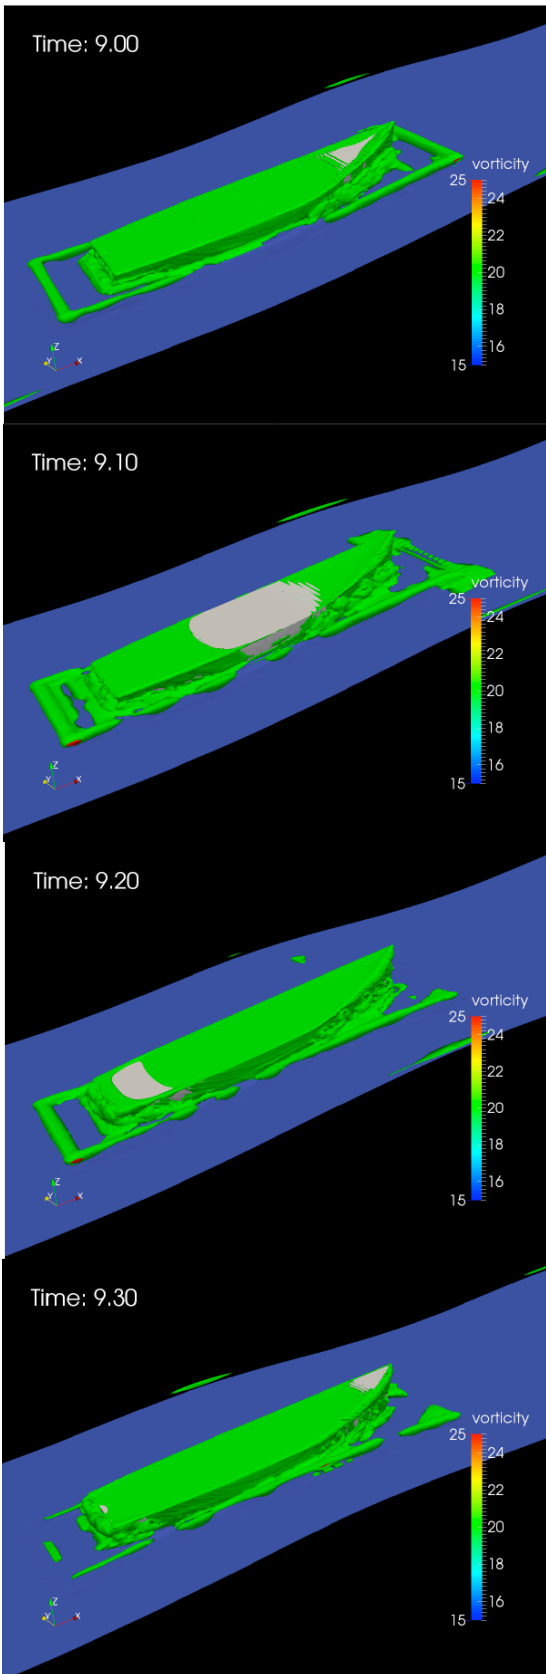 Time: 9.00
vorticity
25
24
22
20
18
16
15
Z
Y
X
Time: 9.10
vorticity
25
24
22
20
18
16
15
Z
Y
X
Time: 9.20
vorticity
25
24
22
20
18
16
15
Z
Y
X
Time: 9.30
vorticity
25
24
22
20
18
16
15
Z
Y
X